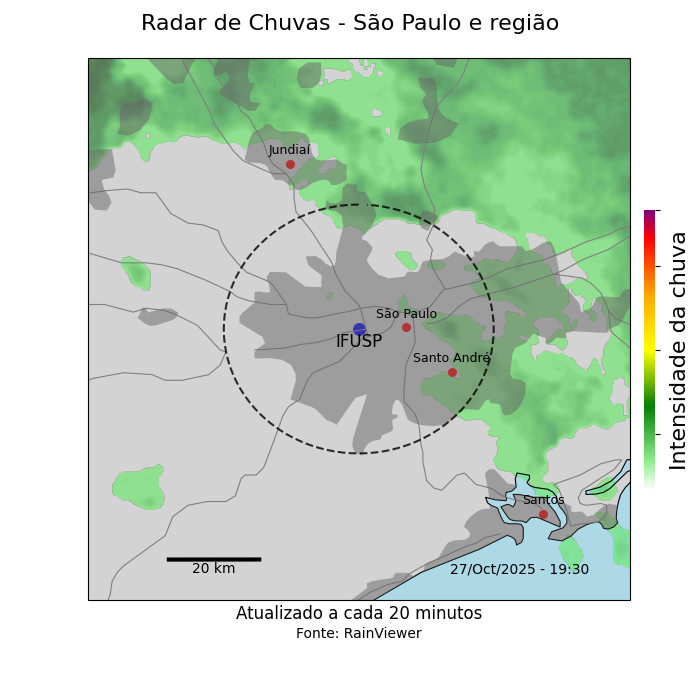 Radar de Chuvas - São Paulo e região
Jundiaí
São Paulo
IFUSP
Santo André
Santos
20 km
27/Oct/2025 - 19:30
Intensidade da chuva
Atualizado a cada 20 minutos
Fonte: RainViewer